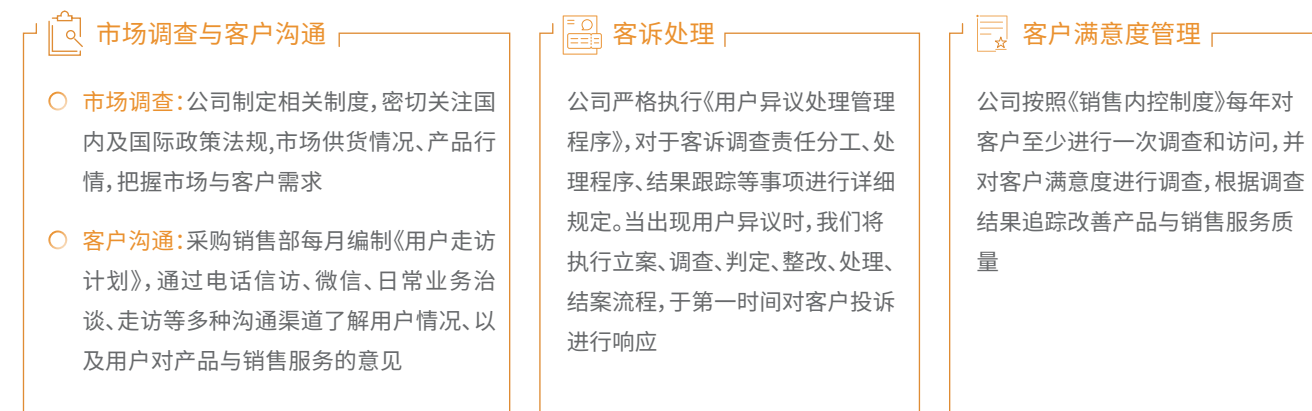 市场调查与客户沟通
市场调查：公司制定相关制度，密切关注国
内及国际政策法规,市场供货情况、产品行
情，把握市场与客户需求
客户沟通：采购销售部每月编制《用户走访
计划》，通过电话信访、微信、日常业务治
谈、走访等多种沟通渠道了解用户情况、以
及用户对产品与销售服务的意见
客诉处理
公司严格执行《用户异议处理管理
程序》，对于客诉调查责任分工、处
理程序、结果跟踪等事项进行详细
规定。当出现用户异议时，我们将
执行立案、调查、判定、整改、处理、
结案流程，于第一时间对客户投诉
进行响应
客户满意度管理
公司按照《销售内控制度》每年对
客户至少进行一次调查和访问，并
对客户满意度进行调查，根据调查
结果追踪改善产品与销售服务质
量